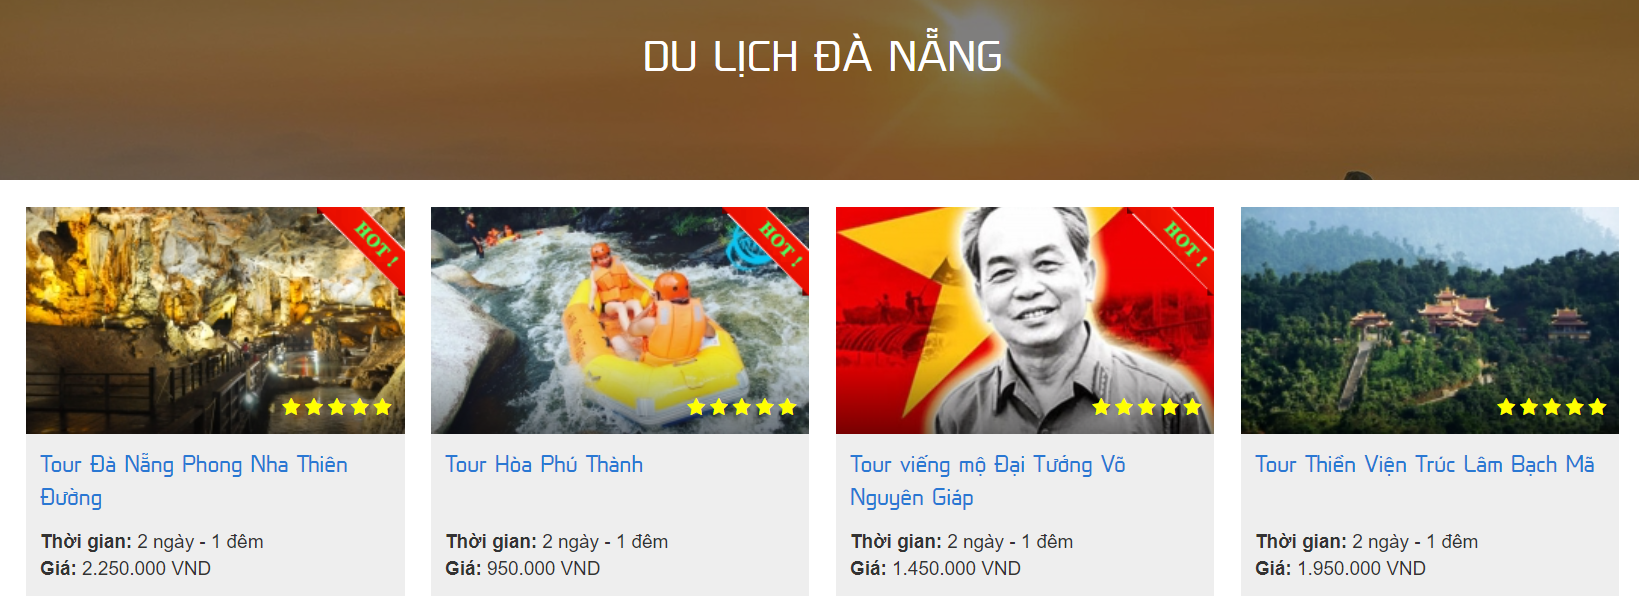 DU LỊCH ĐÀ NẴNG
HOT !
HOT !
HOT !
Tour Đà Nẵng Phong Nha Thiên
Đường
Thời gian: 2 ngày - 1 đêm
Giá: 2.250.000 VND
Tour Hòa Phú Thành
Thời gian: 2 ngày - 1 đêm
Giá: 950.000 VND
Tour viếng mộ Đại Tướng Võ
Nguyên Giáp
Thời gian: 2 ngày - 1 đêm
Giá: 1.450.000 VND
Tour Thiền Viện Trúc Lâm Bạch Mã
Thời gian: 2 ngày - 1 đêm
Giá: 1.950.000 VND